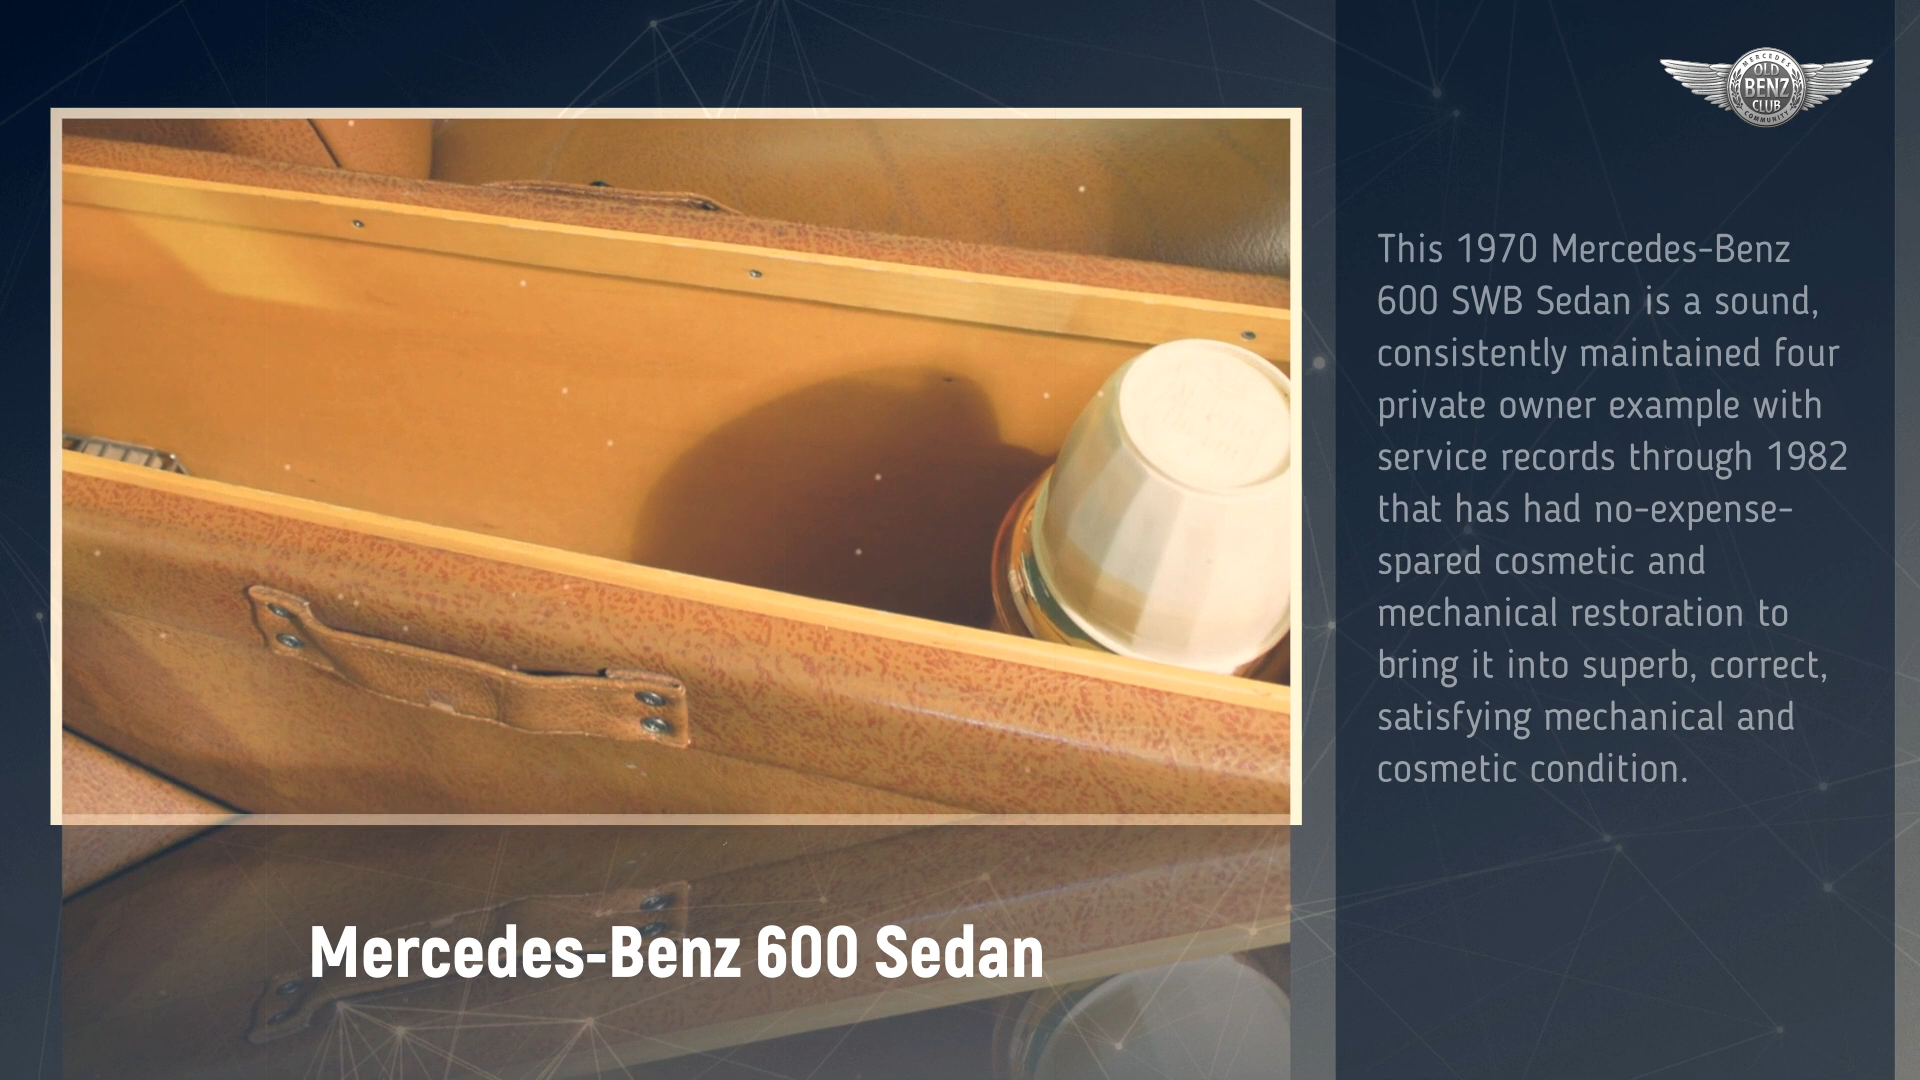 MERCEDES
OLD
BENZ
CLUB
COMMUNITY
This 1970 Mercedes-Benz
600 SWB Sedan is a sound,
consistently maintained four
private owner example with
service records through 1982
that has had no-expense-
spared cosmetic and
mechanical restoration to
bring it into superb, correct,
satisfying mechanical and
cosmetic condition.
Mercedes-Benz 600 Sedan